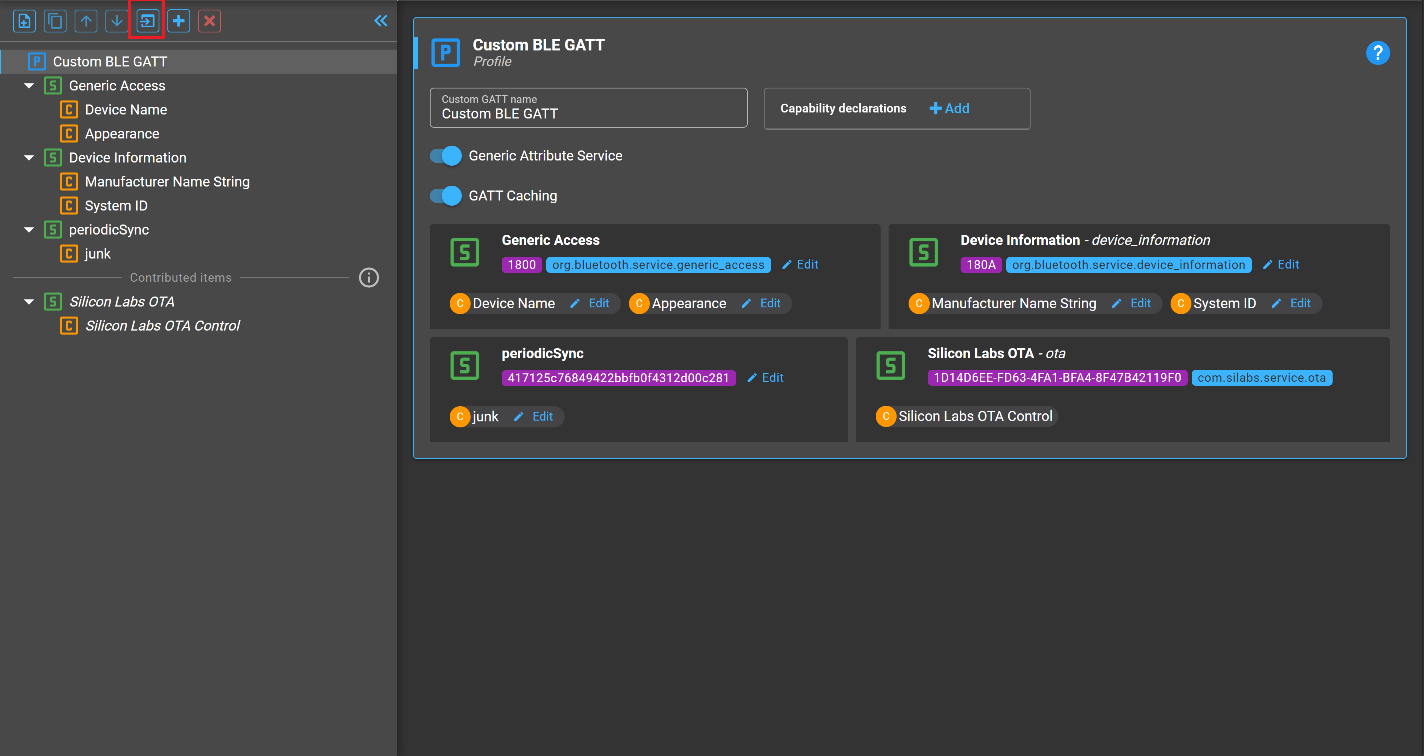 P Custom BLE GATT
S Generic Access
C Device Name
C Appearance
S Device Information
C Manufacturer Name String
C System ID
S periodicSync
C junk
Contributed items
S Silicon Labs OTA
C Silicon Labs OTA Control
P Custom BLE GATT
Profile
?
Custom GATT name
Custom BLE GATT
Capability declarations + Add
Generic Attribute Service
GATT Caching
S Generic Access
1800 org.bluetooth.service.generic_access Edit
C Device Name Edit C Appearance Edit
S Device Information - device_information
180A org.bluetooth.service.device_information Edit
C Manufacturer Name String Edit C System ID Edit
S periodicSync
417125c76849422bbfb0f4312d00c281 Edit
C junk Edit
S Silicon Labs OTA - ota
1D14D6EE-FD63-4FA1-BFA4-8F47B42119F0 com.silabs.service.ota
C Silicon Labs OTA Control